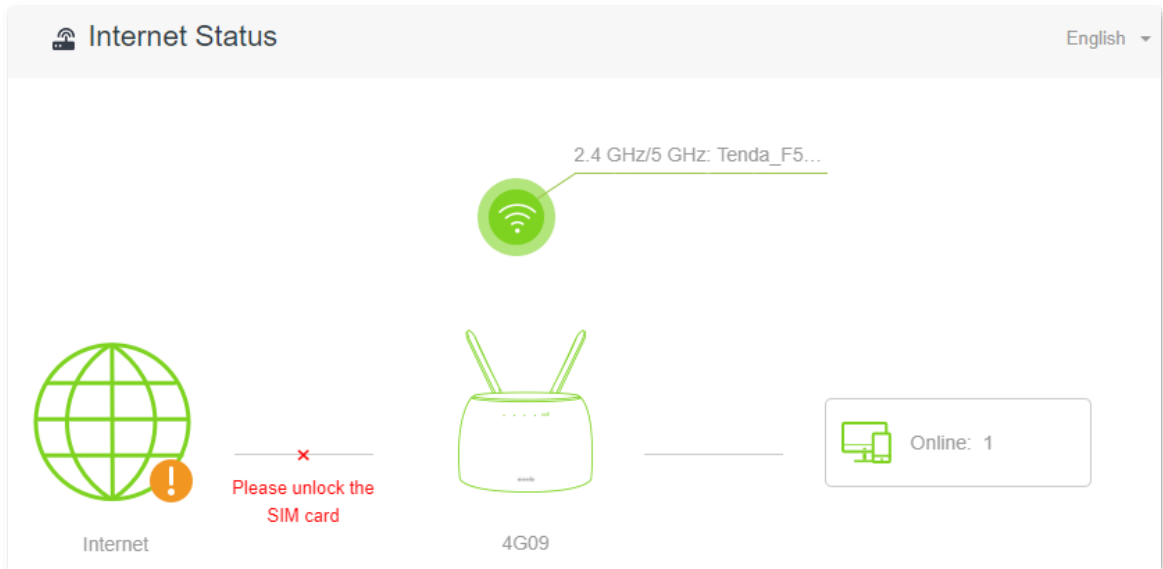 Internet Status
English
2.4 GHz/5 GHz: Tenda_F5...
Please unlock the
SIM card
Online: 1
Internet
4G09